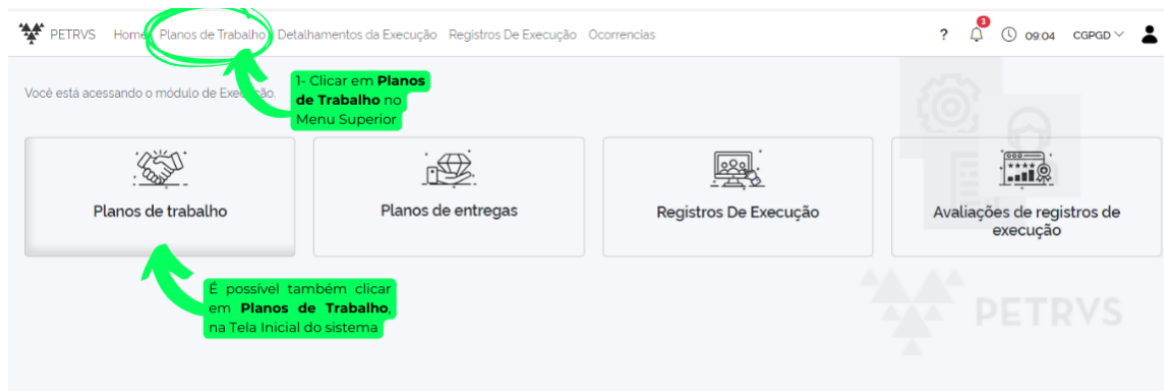 PETRVS Home Planos de Trabalho Detalhamentos da Execução Registros De Execução Ocorrencias ? 3 09:04 CGPGD
Você está acessando o módulo de Execução.
1- Clicar em Planos
de Trabalho no
Menu Superior
Planos de trabalho
Planos de entregas
Registros De Execução
Avaliações de registros de
execução
É possível também clicar
em Planos de Trabalho,
na Tela Inicial do sistema
PETRVS